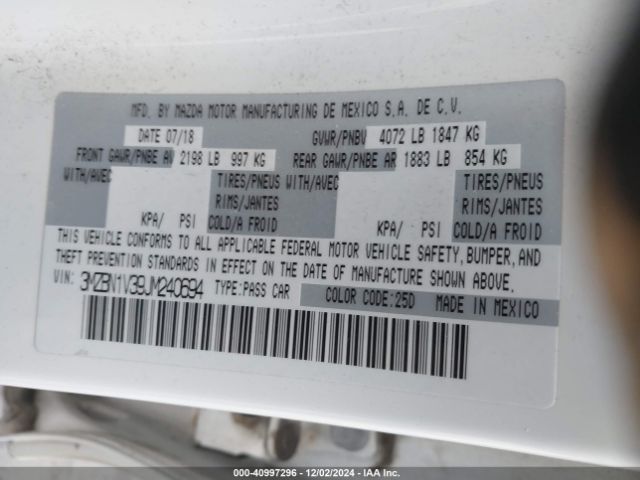 MFD. BY MAZDA MOTOR MANUFACTURING DE MEXICO S.A. DE C.V.
DATE 07/18 GVWR/PNBV 4072 LB 1847 KG
FRONT GAWR/PNBE AV 2198 LB 997 KG REAR GAWR/PNBE AR 1883 LB 854 KG
WITH/AVEC TIRES/PNEUS WITH/AVEC TIRES/PNEUS
RIMS/JANTES RIMS/JANTES
KPA/ PSI COLD/A FROID KPA/ PSI COLD/A FROID
THIS VEHICLE CONFORMS TO ALL APPLICABLE FEDERAL MOTOR VEHICLE SAFETY, BUMPER, AND
THEFT PREVENTION STANDARDS IN EFFECT ON THE DATE OF MANUFACTURE SHOWN ABOVE.
VIN: 3MZBN1V39JM240694 TYPE:PASS CAR COLOR CODE:25D MADE IN MEXICO
000-40997296 - 12/02/2024 - IAA Inc.